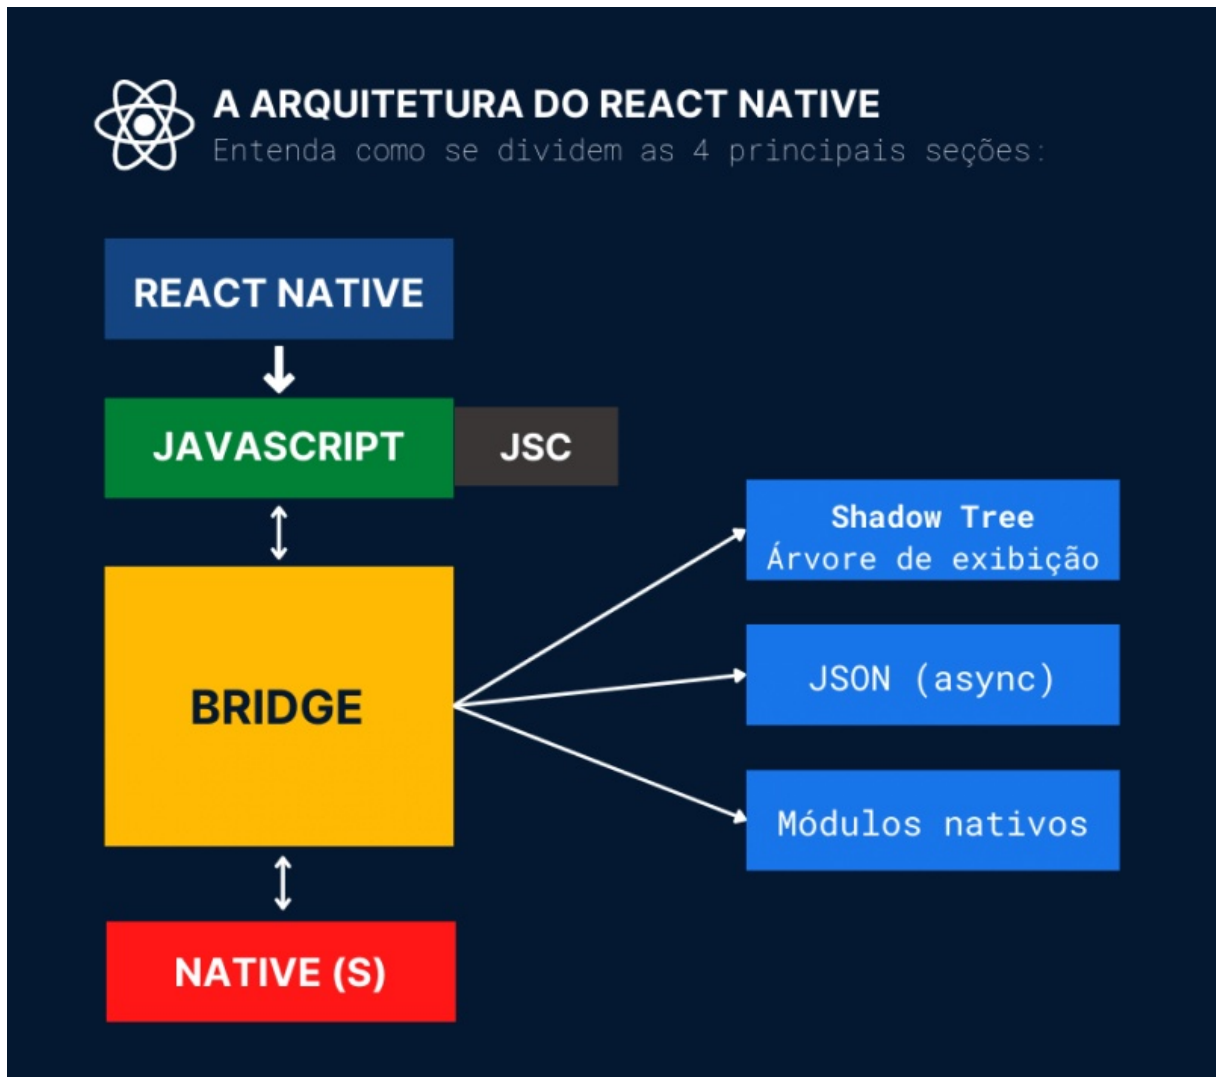 A ARQUITETURA DO REACT NATIVE
Entenda como se dividem as 4 principais seções:
REACT NATIVE
JAVASCRIPT
JSC
BRIDGE
Shadow Tree
Árvore de exibição
JSON (async)
Módulos nativos
NATIVE (S)